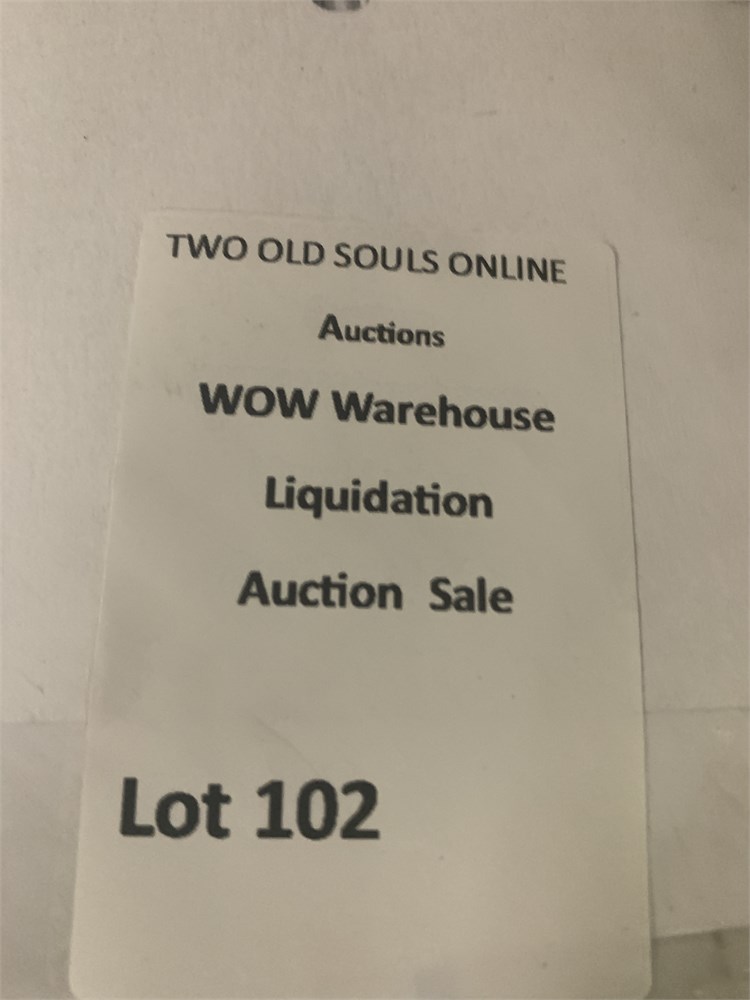 TWO OLD SOULS ONLINE
Auctions
WOW Warehouse
Liquidation
Auction Sale
Lot 102